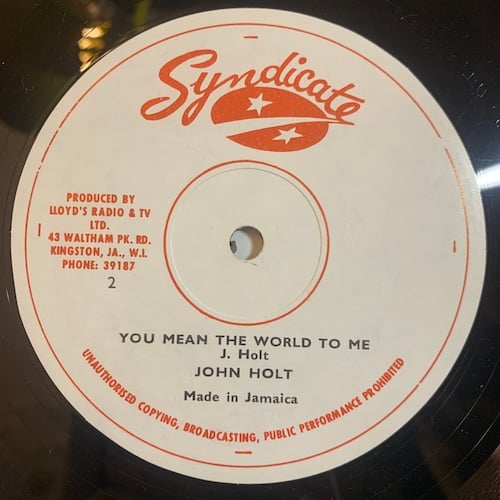 Syndicate
PRODUCED BY
LLOYD'S RADIO & TV
LTD.
43 WALTHAM PK. RD.
KINGSTON, JA., W.I.
PHONE: 39187
2
YOU MEAN THE WORLD TO ME
J. Holt
JOHN HOLT
Made in Jamaica
UNAUTHORISED COPYING, BROADCASTING, PUBLIC PERFORMANCE PROHIBITED